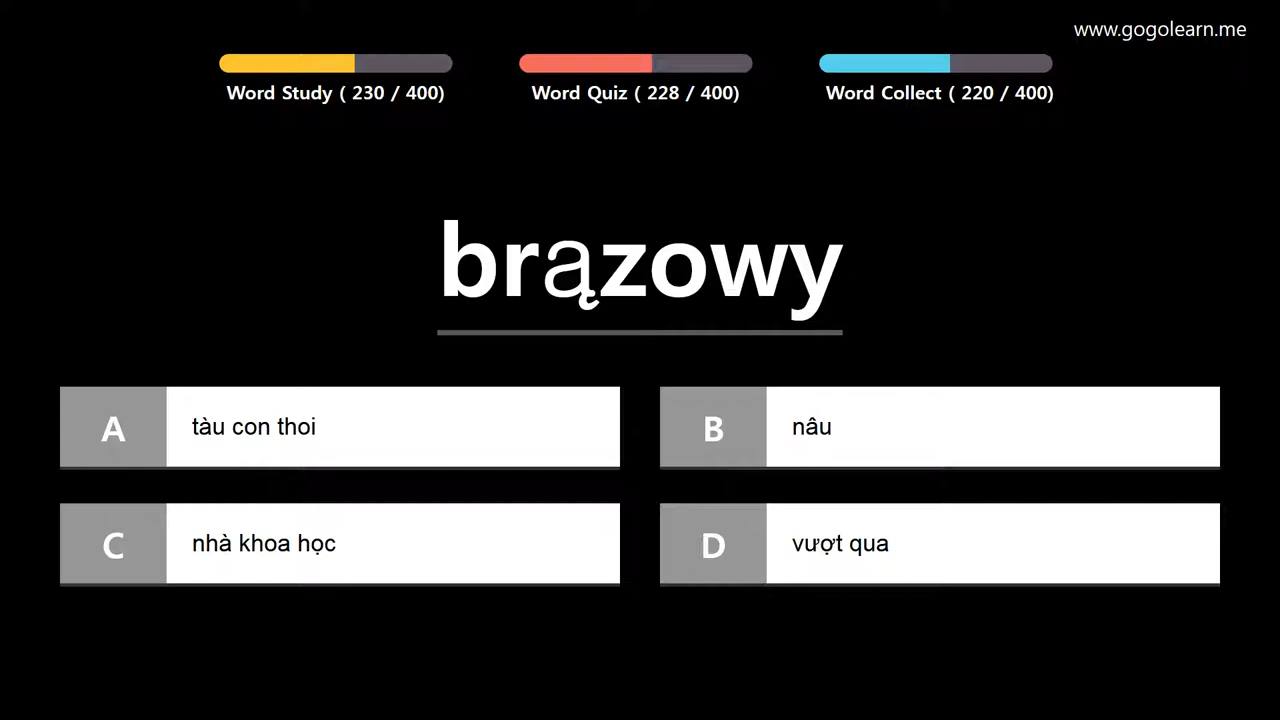 www.gogolearn.me
Word Study ( 230 / 400)
Word Quiz ( 228 / 400)
Word Collect ( 220 / 400)
brązowy
A tàu con thoi
B nâu
C nhà khoa học
D vượt qua